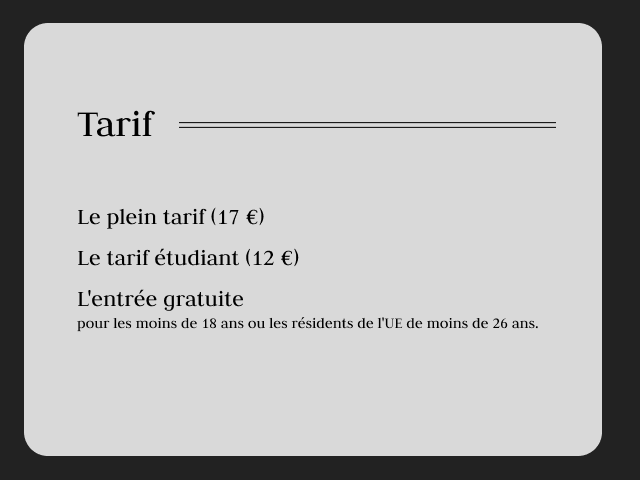 Tarif
Le plein tarif (17 €)
Le tarif étudiant (12 €)
L'entrée gratuite
pour les moins de 18 ans ou les résidents de l'UE de moins de 26 ans.